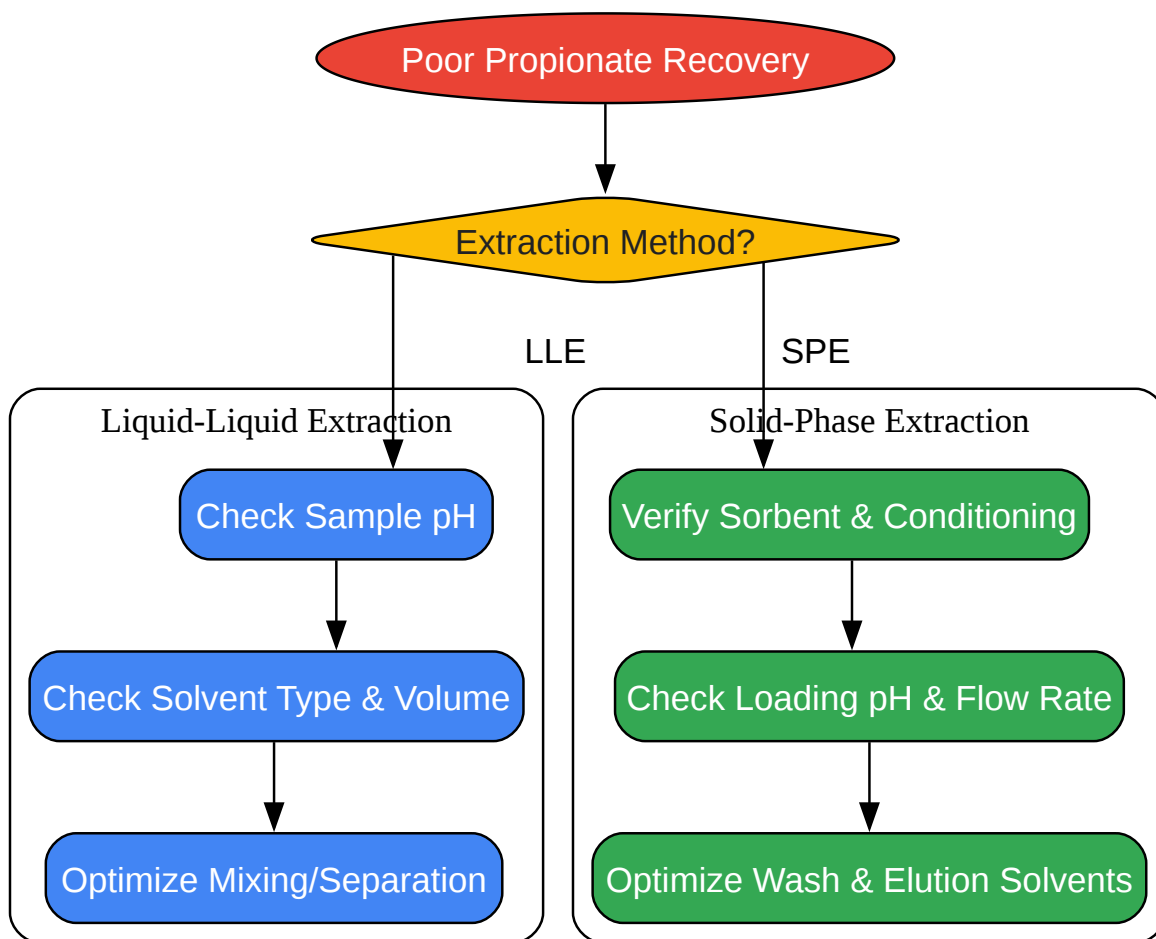 Poor Propionate Recovery
Extraction Method?
LLE
SPE
Liquid-Liquid Extraction
Check Sample pH
Check Solvent Type & Volume
Optimize Mixing/Separation
Solid-Phase Extraction
Verify Sorbent & Conditioning
Check Loading pH & Flow Rate
Optimize Wash & Elution Solvents